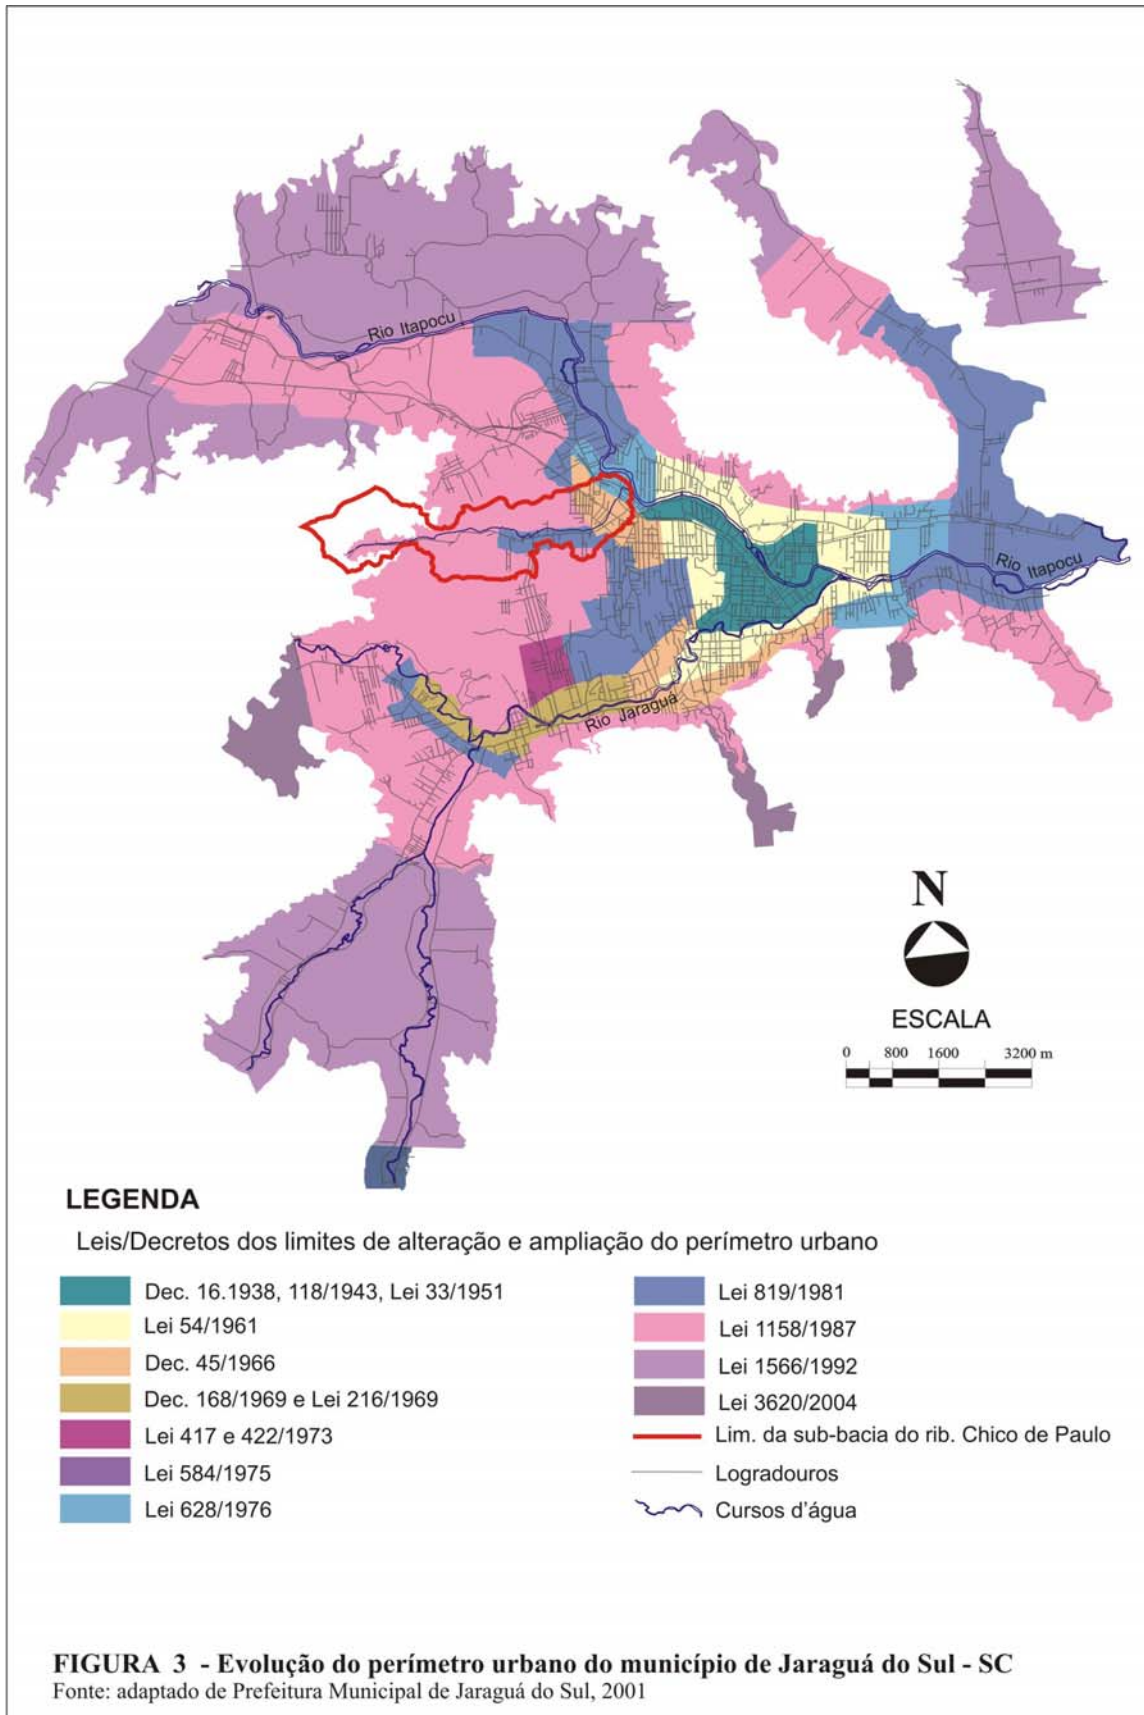 Rio Itapocu
Rio Itapocu
Rio Jaraguá
N
ESCALA
0 800 1600 3200 m
LEGENDA
Leis/Decretos dos limites de alteração e ampliação do perímetro urbano
Dec. 16.1938, 118/1943, Lei 33/1951
Lei 54/1961
Dec. 45/1966
Dec. 168/1969 e Lei 216/1969
Lei 417 e 422/1973
Lei 584/1975
Lei 628/1976
Lei 819/1981
Lei 1158/1987
Lei 1566/1992
Lei 3620/2004
Lim. da sub-bacia do rib. Chico de Paulo
Logradouros
Cursos d'água
FIGURA 3 - Evolução do perímetro urbano do município de Jaraguá do Sul - SC
Fonte: adaptado de Prefeitura Municipal de Jaraguá do Sul, 2001